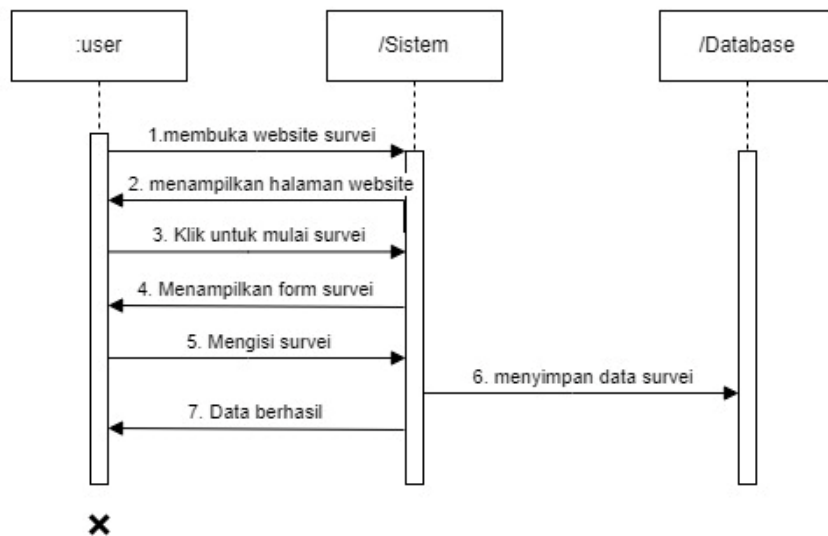 :user
/Sistem
/Database
1.membuka website survei
2. menampilkan halaman website
3. Klik untuk mulai survei
4. Menampilkan form survei
5. Mengisi survei
6. menyimpan data survei
7. Data berhasil